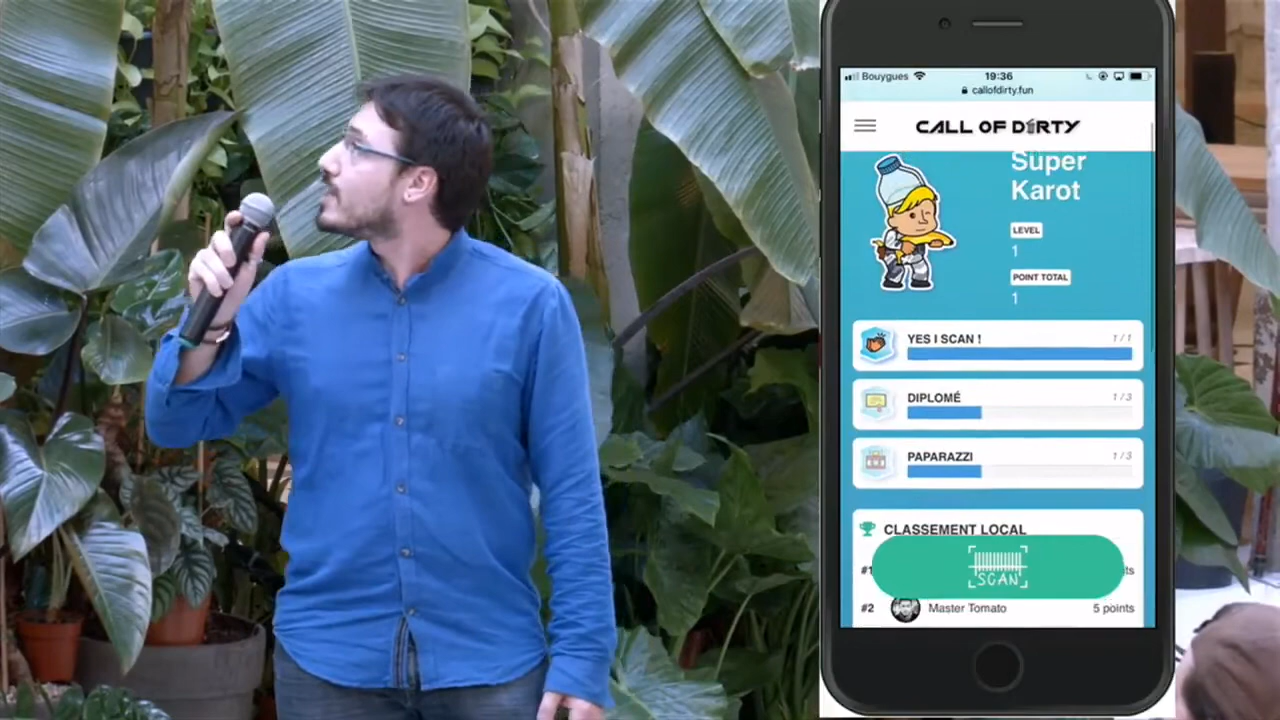 Bouygues
19:36
callofdirty.fun
CALL OF DIRTY
Super
Karot
LEVEL
1
POINT TOTAL
1
YES I SCAN !
1 / 1
DIPLOMÉ
1 / 3
PAPARAZZI
1 / 3
CLASSEMENT LOCAL
SCAN
#1
#2
Master Tomato
5 points